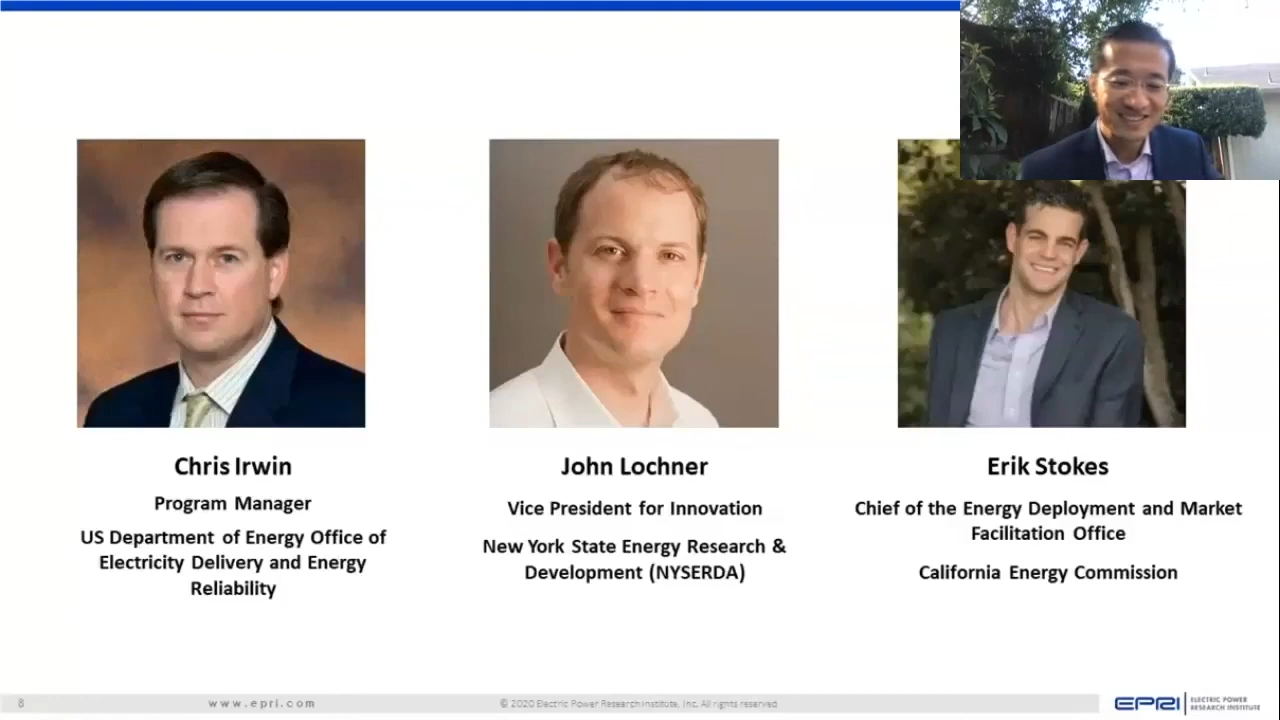 Chris Irwin
Program Manager
US Department of Energy Office of
Electricity Delivery and Energy
Reliability
John Lochner
Vice President for Innovation
New York State Energy Research &
Development (NYSERDA)
Erik Stokes
Chief of the Energy Deployment and Market
Facilitation Office
California Energy Commission
8
www.epri.com
© 2020 Electric Power Research Institute, Inc. All rights reserved
EPRI
ELECTRIC POWER
RESEARCH INSTITUTE